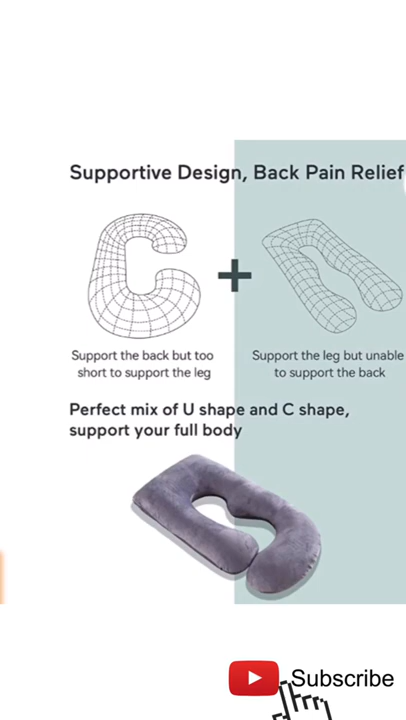 Supportive Design, Back Pain Relief
Support the back but too
short to support the leg
Support the leg but unable
to support the back
Perfect mix of U shape and C shape,
support your full body
Subscribe